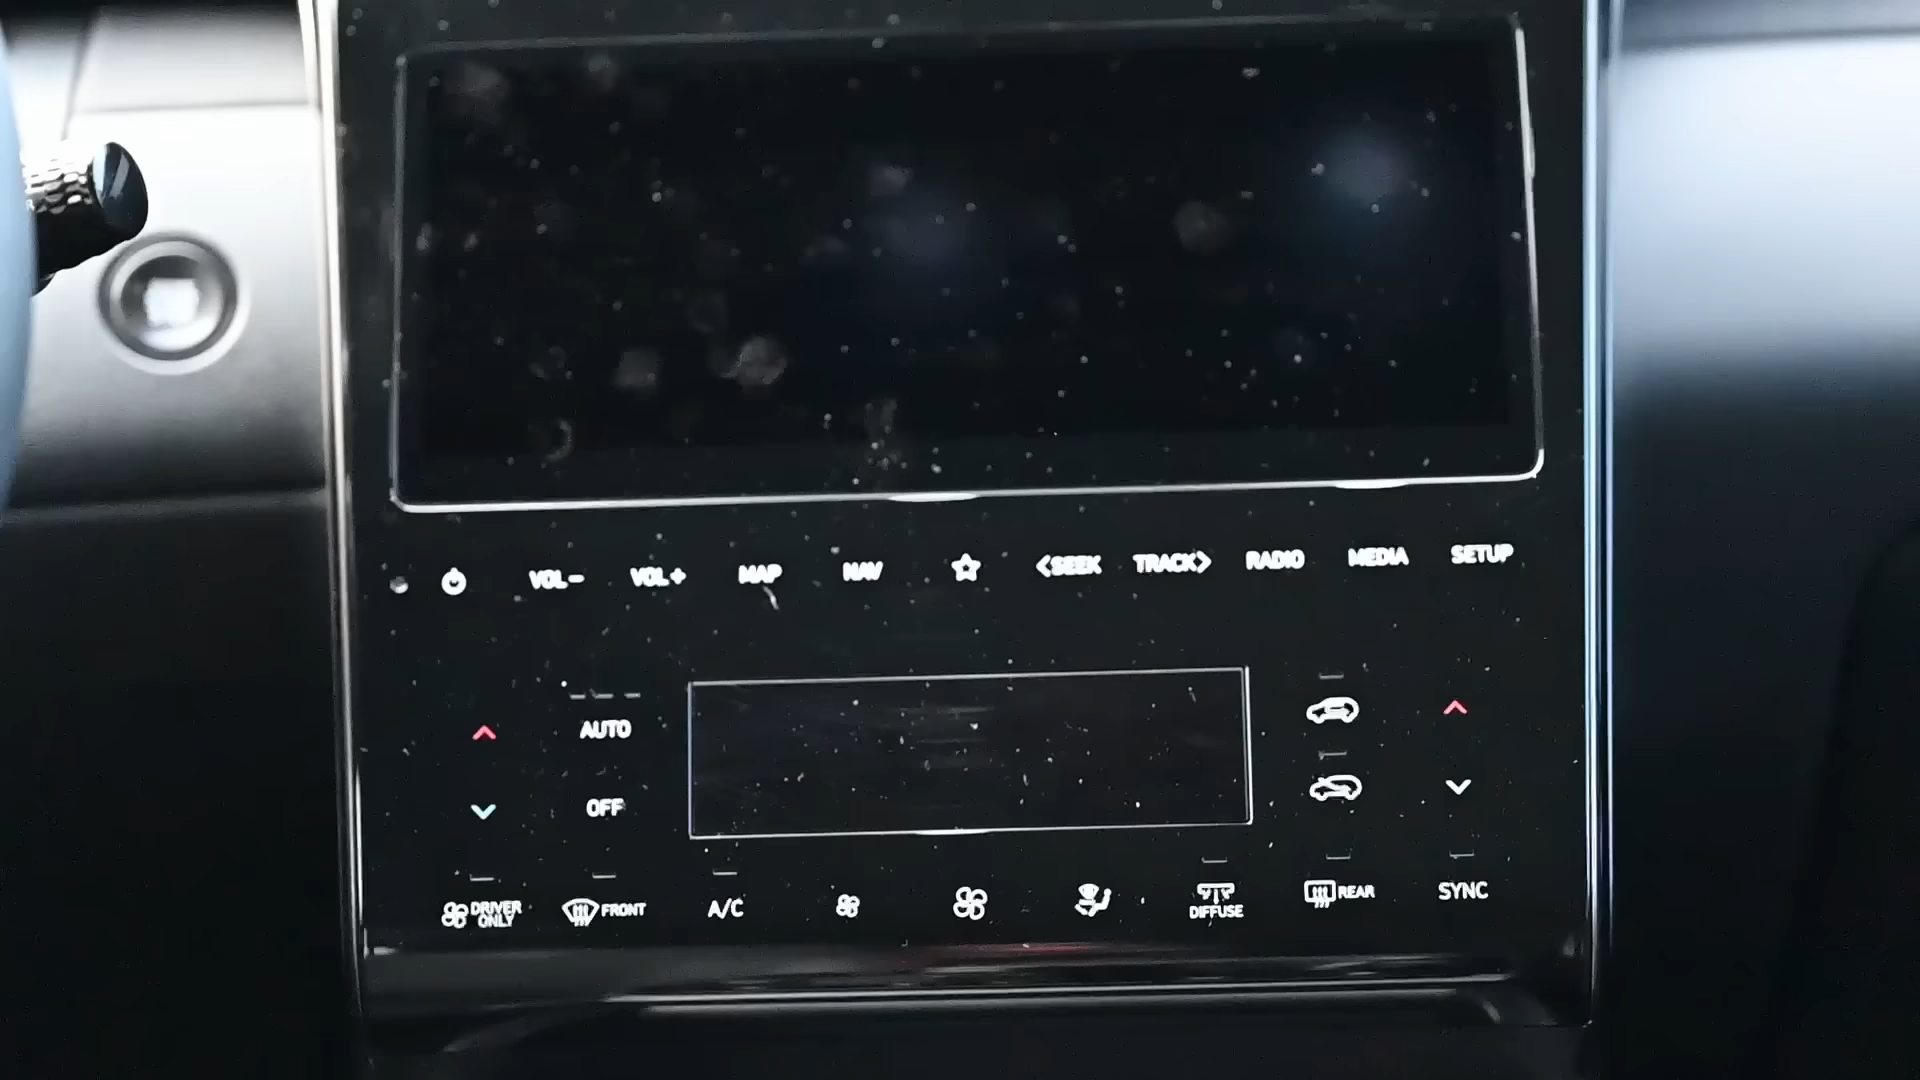 VOL- VOL+ MAP NAV <SEEK TRACK> RADIO MEDIA SETUP
AUTO
OFF
DRIVER
ONLY
FRONT
A/C
DIFFUSE
REAR
SYNC